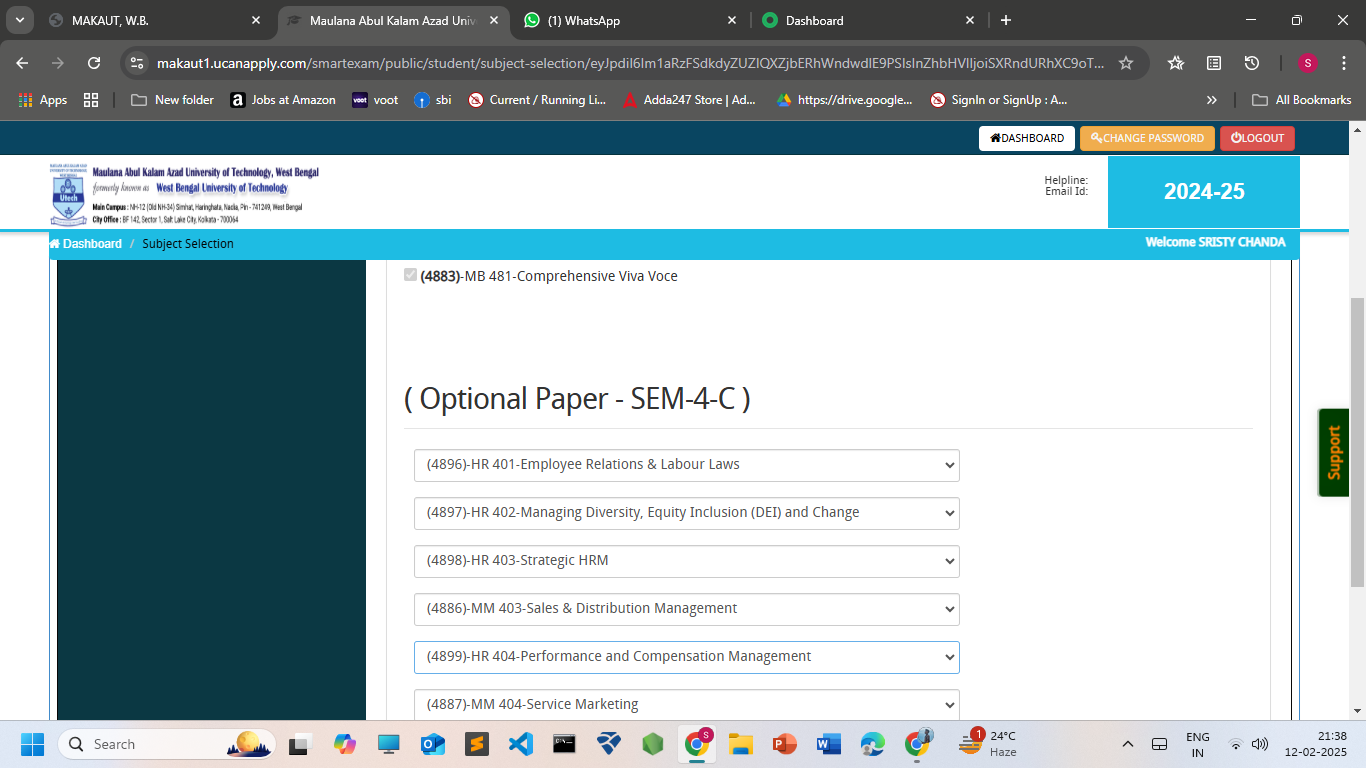 MAKAUT, W.B.
Maulana Abul Kalam Azad Univ
(1) WhatsApp
Dashboard
makaut1.ucanapply.com/smartexam/public/student/subject-selection/
Apps
New folder
Jobs at Amazon
voot
voot
sbi
Current / Running Li...
Adda247 Store | Ad...
https://drive.google...
SignIn or SignUp : A...
All Bookmarks
DASHBOARD
CHANGE PASSWORD
LOGOUT
Utech
Maulana Abul Kalam Azad University of Technology, West Bengal
formerly known as West Bengal University of Technology
Main Campus : NH-12 (Old NH-34) Simhat, Haringhata, Nadia, Pin - 741249, West Bengal
City Office : BF 142, Sector 1, Salt Lake City, Kolkata - 700064
Helpline:
Email Id:
2024-25
Dashboard / Subject Selection
Welcome SRISTY CHANDA
(4883)-MB 481-Comprehensive Viva Voce
( Optional Paper - SEM-4-C )
(4896)-HR 401-Employee Relations & Labour Laws
(4897)-HR 402-Managing Diversity, Equity Inclusion (DEI) and Change
(4898)-HR 403-Strategic HRM
(4886)-MM 403-Sales & Distribution Management
(4899)-HR 404-Performance and Compensation Management
(4887)-MM 404-Service Marketing
Support
Search
S
1
24°C
Haze
ENG
IN
21:38
12-02-2025